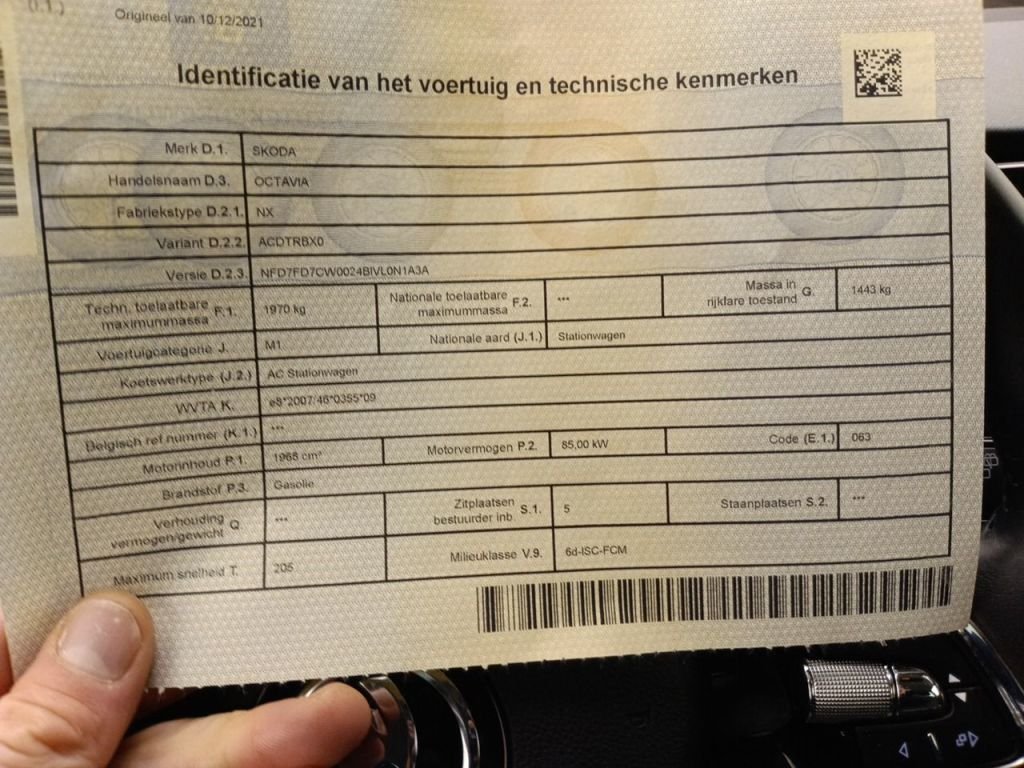 (I.1.)
Origineel van 10/12/2021
Identificatie van het voertuig en technische kenmerken
Merk D.1. SKODA
Handelsnaam D.3. OCTAVIA
Fabriekstype D.2.1. NX
Variant D.2.2. ACDTRBX0
Versie D.2.3. NFD7FD7CW0024BIVL0N1A3A
Techn. toelaatbare
maximummassa F.1. 1970 kg
Nationale toelaatbare
maximummassa F.2. ***
Massa in
rijklare toestand G. 1443 kg
Voertuigcategorie J. M1 Nationale aard (J.1.) Stationwagen
Koetswerktype (J.2.) AC Stationwagen
WVTA K. e8*2007/46*0355*09
Belgisch ref nummer (K.1.) ***
Motorinhoud P.1. 1968 cm³ Motorvermogen P.2. 85,00 kW Code (E.1.) 063
Brandstof P.3. Gasolie
Verhouding
vermogen/gewicht Q. ***
Zitplaatsen
bestuurder inb. S.1. 5
Staanplaatsen S.2. ***
Maximum snelheid T. 205 Milieuklasse V.9. 6d-ISC-FCM